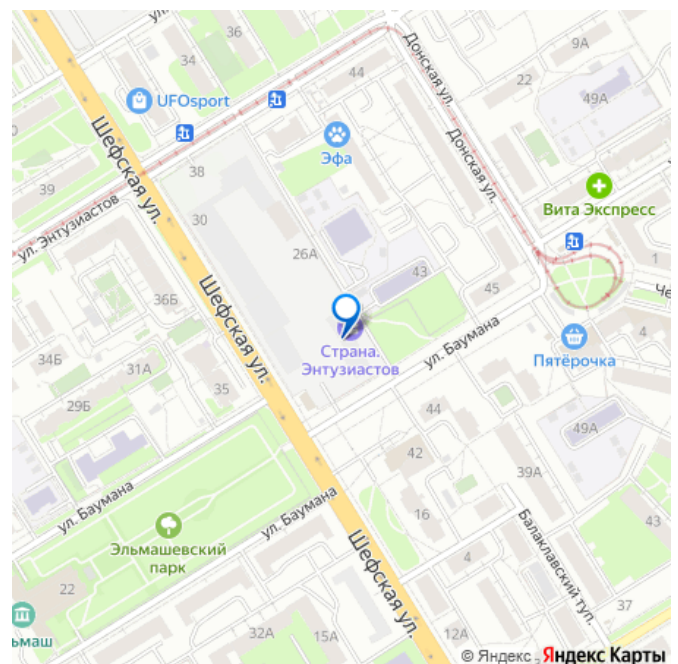 ул.
36
34
44
9А
22
49А
Донская ул.
UFOsport
Эфа
Донская ул.
Шефская ул.
39
38
Вита Экспресс
ул. Энтузиастов
30
26А
43
1
36Б
Шефская ул.
45
Че
Страна.
Энтузиастов
ул. Баумана
Пятёрочка
4
34Б
31А
35
29Б
44
42
49А
39А
ул. Баумана
ул. Баумана
16
43
Эльмашевский
парк
Шефская ул.
Балаклавский туп.
22
4
37
ьмаш
32А
15А
12А
© Яндекс
Яндекс Карты